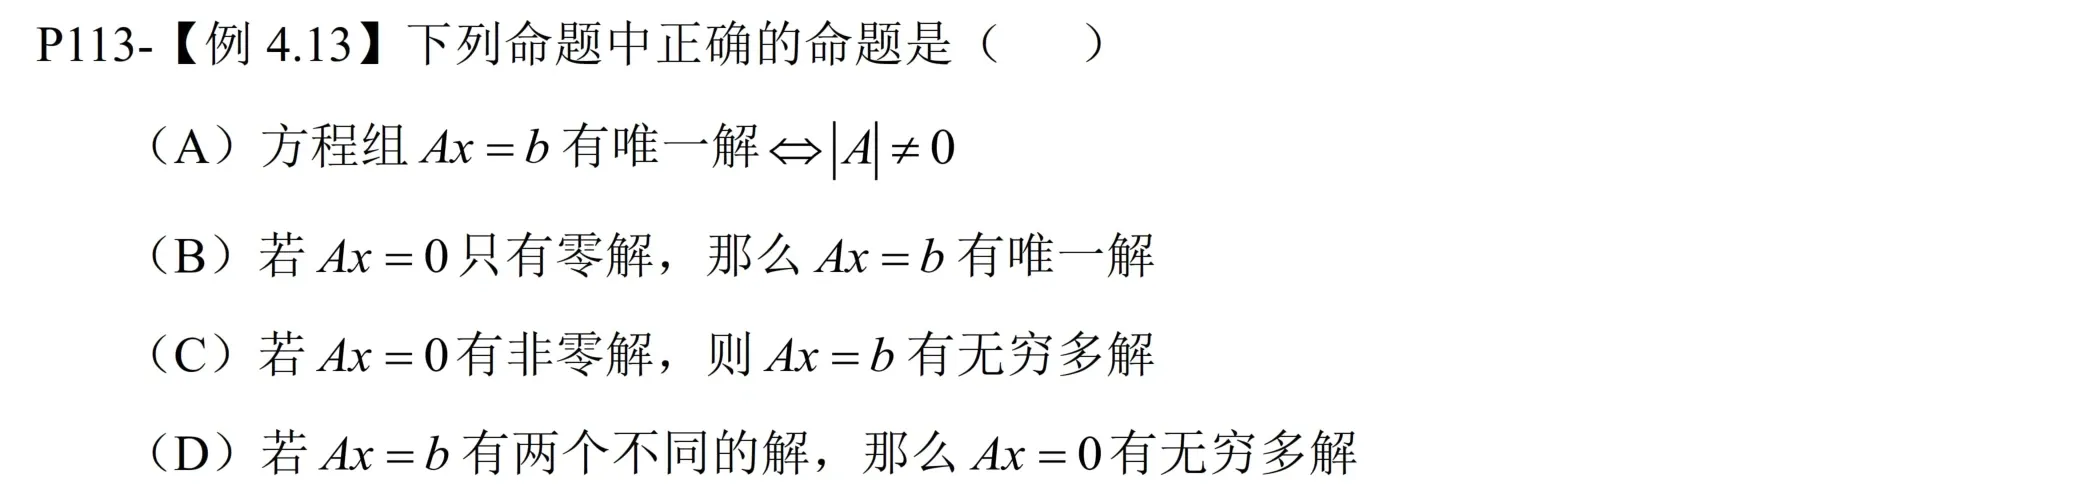 P113-【例 4.13】下列命题中正确的命题是（　　）
（A）方程组 Ax = b 有唯一解 ⇔ |A| ≠ 0
（B）若 Ax = 0 只有零解，那么 Ax = b 有唯一解
（C）若 Ax = 0 有非零解，则 Ax = b 有无穷多解
（D）若 Ax = b 有两个不同的解，那么 Ax = 0 有无穷多解